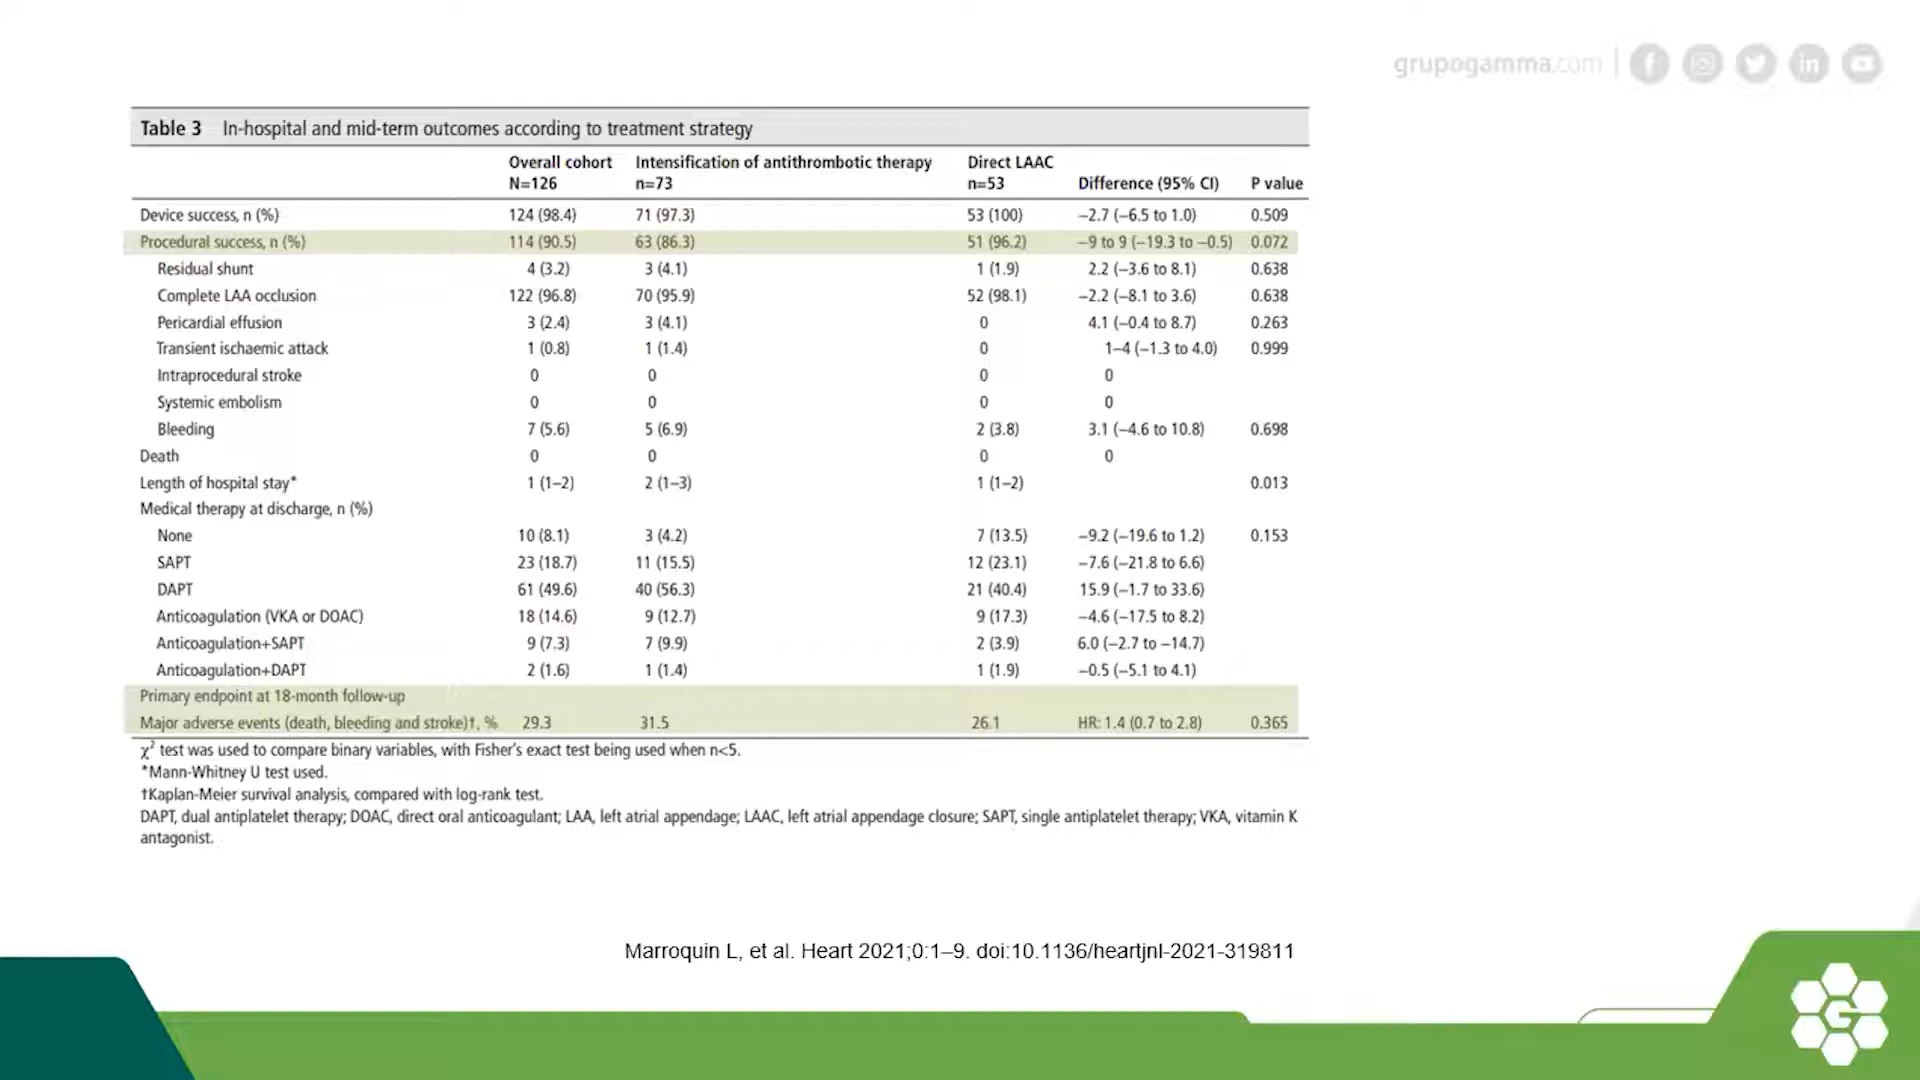 grupogamma.com
Table 3 In-hospital and mid-term outcomes according to treatment strategy
Overall cohort N=126 Intensification of antithrombotic therapy n=73 Direct LAAC n=53 Difference (95% CI) P value
Device success, n (%) 124 (98.4) 71 (97.3) 53 (100) −2.7 (−6.5 to 1.0) 0.509
Procedural success, n (%) 114 (90.5) 63 (86.3) 51 (96.2) −9 to 9 (−19.3 to −0.5) 0.072
Residual shunt 4 (3.2) 3 (4.1) 1 (1.9) 2.2 (−3.6 to 8.1) 0.638
Complete LAA occlusion 122 (96.8) 70 (95.9) 52 (98.1) −2.2 (−8.1 to 3.6) 0.638
Pericardial effusion 3 (2.4) 3 (4.1) 0 4.1 (−0.4 to 8.7) 0.263
Transient ischaemic attack 1 (0.8) 1 (1.4) 0 1–4 (−1.3 to 4.0) 0.999
Intraprocedural stroke 0 0 0 0
Systemic embolism 0 0 0 0
Bleeding 7 (5.6) 5 (6.9) 2 (3.8) 3.1 (−4.6 to 10.8) 0.698
Death 0 0 0 0
Length of hospital stay* 1 (1–2) 2 (1–3) 1 (1–2) 0.013
Medical therapy at discharge, n (%)
None 10 (8.1) 3 (4.2) 7 (13.5) −9.2 (−19.6 to 1.2) 0.153
SAPT 23 (18.7) 11 (15.5) 12 (23.1) −7.6 (−21.8 to 6.6)
DAPT 61 (49.6) 40 (56.3) 21 (40.4) 15.9 (−1.7 to 33.6)
Anticoagulation (VKA or DOAC) 18 (14.6) 9 (12.7) 9 (17.3) −4.6 (−17.5 to 8.2)
Anticoagulation+SAPT 9 (7.3) 7 (9.9) 2 (3.9) 6.0 (−2.7 to −14.7)
Anticoagulation+DAPT 2 (1.6) 1 (1.4) 1 (1.9) −0.5 (−5.1 to 4.1)
Primary endpoint at 18-month follow-up
Major adverse events (death, bleeding and stroke)†, % 29.3 31.5 26.1 HR: 1.4 (0.7 to 2.8) 0.365
χ² test was used to compare binary variables, with Fisher's exact test being used when n<5.
*Mann-Whitney U test used.
†Kaplan-Meier survival analysis, compared with log-rank test.
DAPT, dual antiplatelet therapy; DOAC, direct oral anticoagulant; LAA, left atrial appendage; LAAC, left atrial appendage closure; SAPT, single antiplatelet therapy; VKA, vitamin K
antagonist.
Marroquin L, et al. Heart 2021;0:1–9. doi:10.1136/heartjnl-2021-319811